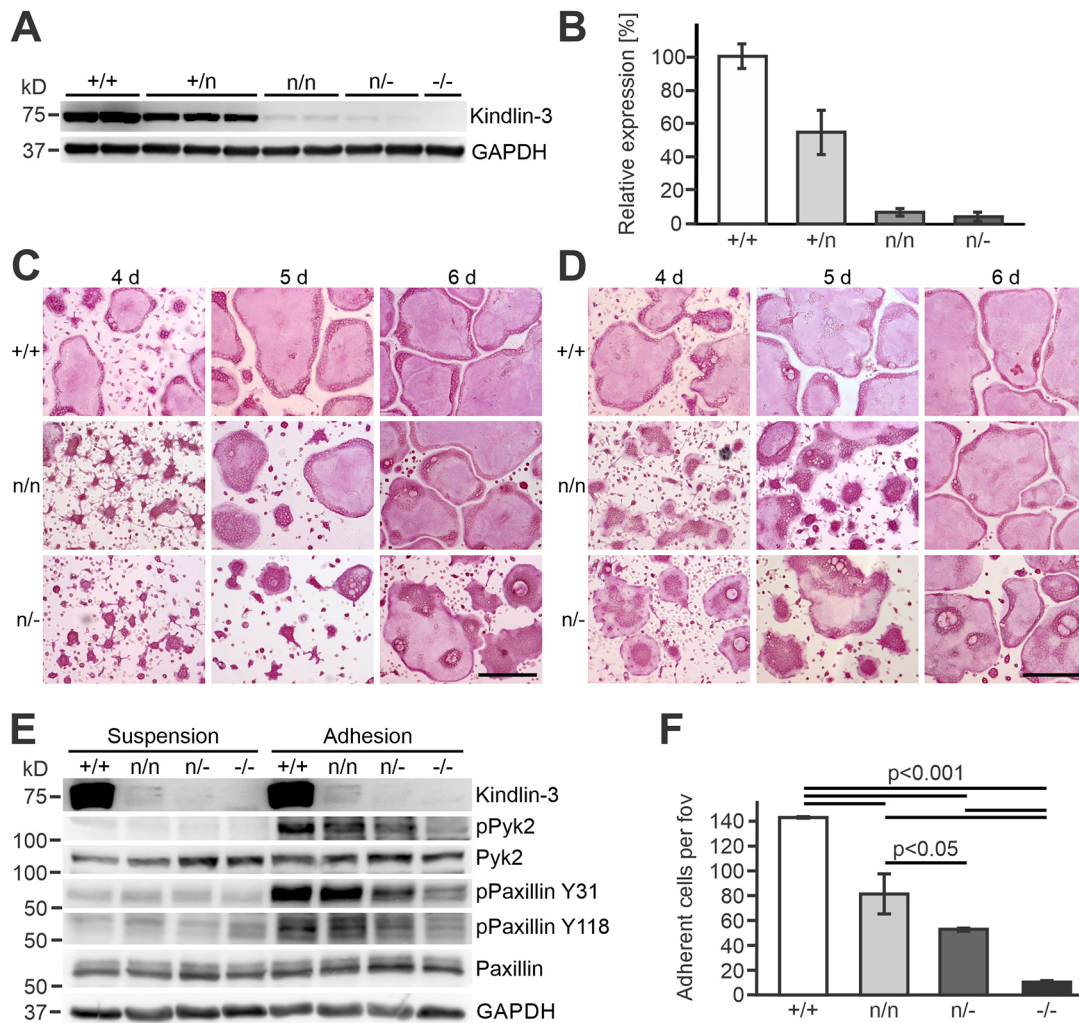 A
kD
+/+ +/n n/n n/- -/-
75 Kindlin-3
37 GAPDH
B
Relative expression [%]
100
80
60
40
20
0
+/+ +/n n/n n/-
C
4 d 5 d 6 d
+/+
n/n
n/-
D
4 d 5 d 6 d
+/+
n/n
n/-
E
Suspension Adhesion
kD +/+ n/n n/- -/- +/+ n/n n/- -/-
75 Kindlin-3
pPyk2
100
Pyk2
100
pPaxillin Y31
50
pPaxillin Y118
50
Paxillin
50
37 GAPDH
F
p<0.001
p<0.05
Adherent cells per fov
140
120
100
80
60
40
20
0
+/+ n/n n/- -/-